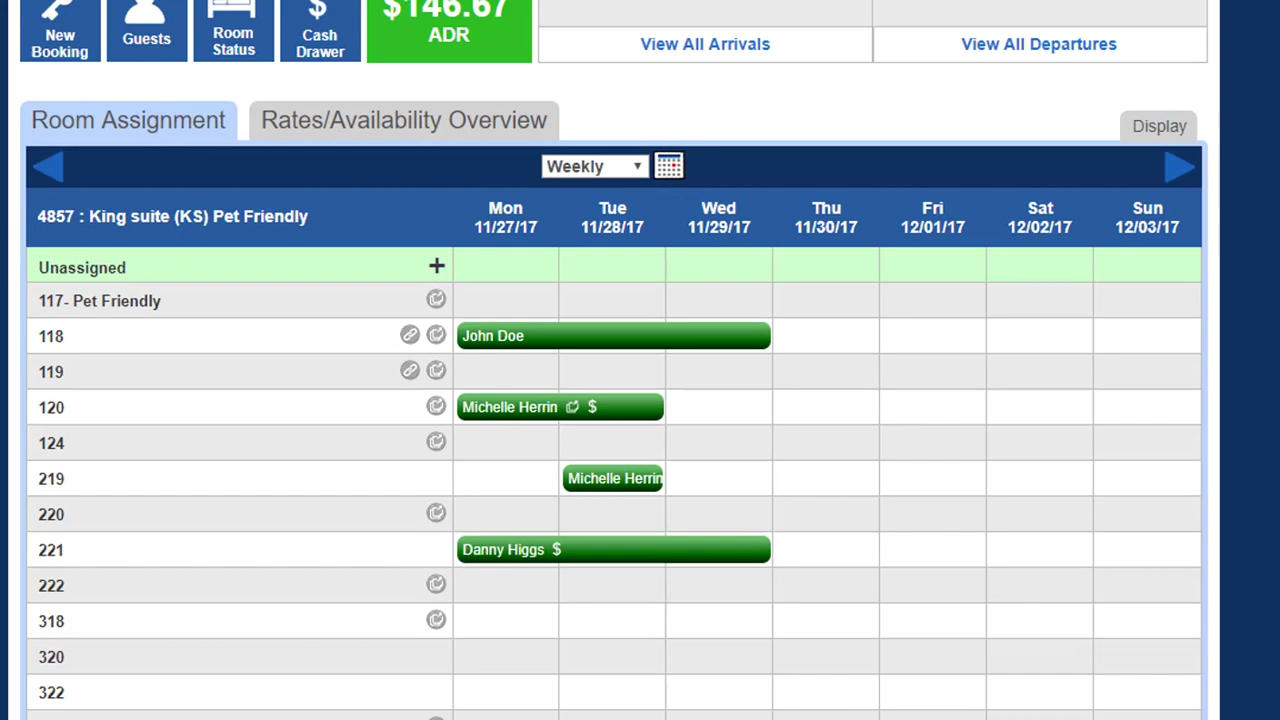 New
Booking
Guests
Room
Status
$
Cash
Drawer
$146.67
ADR
View All Arrivals
View All Departures
Room Assignment
Rates/Availability Overview
Display
Weekly
4857 : King suite (KS) Pet Friendly
Mon
11/27/17
Tue
11/28/17
Wed
11/29/17
Thu
11/30/17
Fri
12/01/17
Sat
12/02/17
Sun
12/03/17
Unassigned +
117- Pet Friendly
118
John Doe
119
120
Michelle Herrin $
124
219
Michelle Herrin
220
221
Danny Higgs $
222
318
320
322